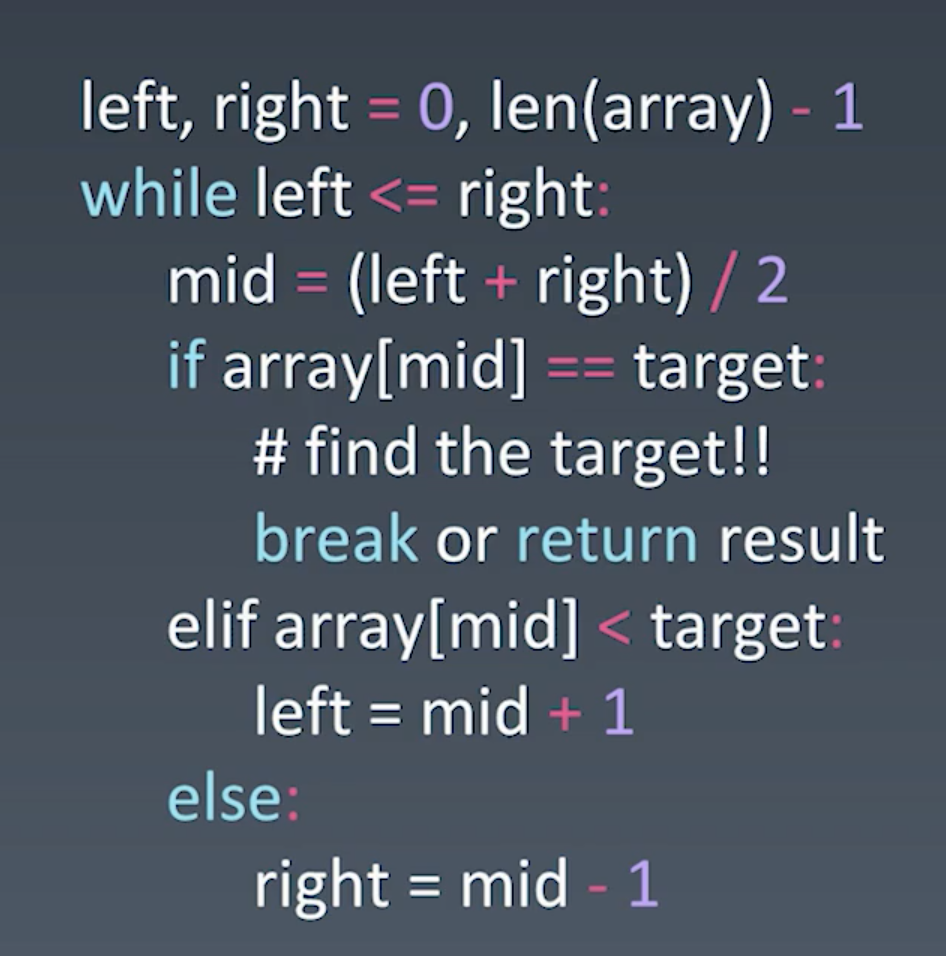 left, right = 0, len(array) - 1
while left <= right:
    mid = (left + right) / 2
    if array[mid] == target:
        # find the target!!
        break or return result
    elif array[mid] < target:
        left = mid + 1
    else:
        right = mid - 1